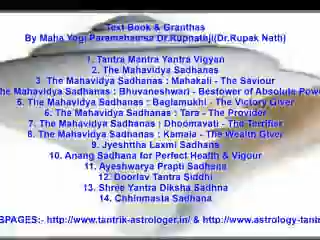 Text Book & Granthas
By Maha Yogi Paramahamsa Dr.Rupnathji(Dr.Rupak Nath)
1. Tantra Mantra Yantra Vigyan
2. The Mahavidya Sadhanas
3 The Mahavidya Sadhanas : Mahakali - The Saviour
he Mahavidya Sadhanas : Bhuvaneshwari - Bestower of Absolute Powe
5. The Mahavidya Sadhanas : Baglamukhi - The Victory Giver
6. The Mahavidya Sadhanas : Tara - The Provider
7. The Mahavidya Sadhanas : Dhoomavati - The Terrifier
8. The Mahavidya Sadhanas : Kamala - The Wealth Giver
9. Jyeshttha Laxmi Sadhans
10. Anang Sadhana for Perfect Health & Vigour
11. Ayeshwarya Prapti Sadhana
12. Doorlav Tantra Siddhi
13. Shree Yantra Diksha Sadhna
14. Chhinmasta Sadhana
BSPAGES:- http://www.tantrik-astrologer.in/ & http://www.astrology-tantr